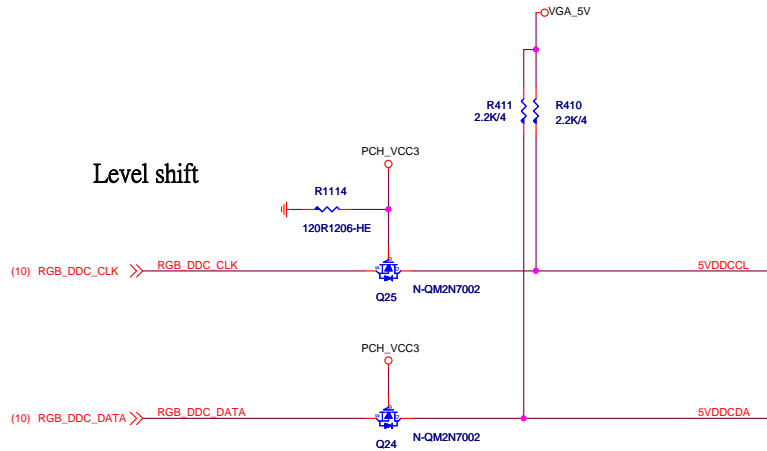 VGA_5V
R411
2.2K/4
R410
2.2K/4
PCH_VCC3
Level shift
R1114
120R1206-HE
(10) RGB_DDC_CLK
RGB_DDC_CLK
5VDDCCL
Q25
N-QM2N7002
PCH_VCC3
(10) RGB_DDC_DATA
RGB_DDC_DATA
5VDDCDA
Q24
N-QM2N7002